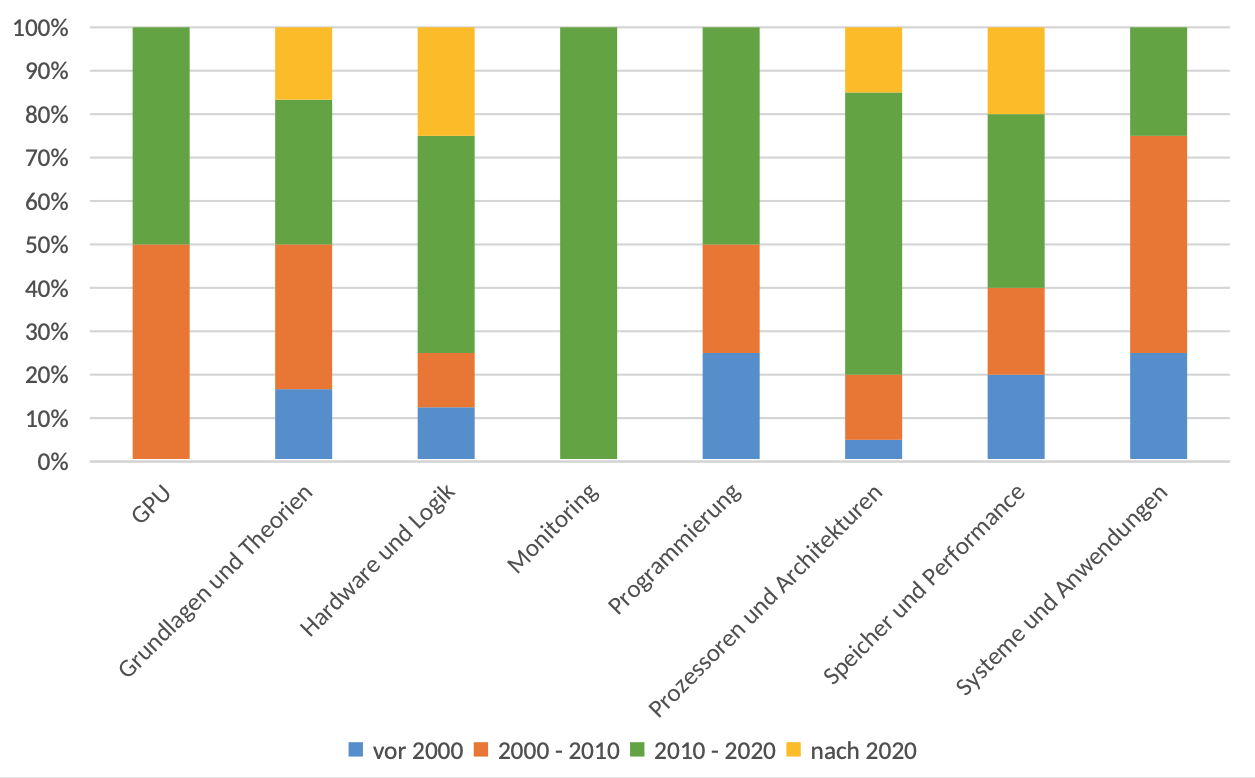 100%
90%
80%
70%
60%
50%
40%
30%
20%
10%
0%
GPU
Grundlagen und Theorien
Hardware und Logik
Monitoring
Programmierung
Prozessoren und Architekturen
Speicher und Performance
Systeme und Anwendungen
vor 2000 2000 - 2010 2010 - 2020 nach 2020